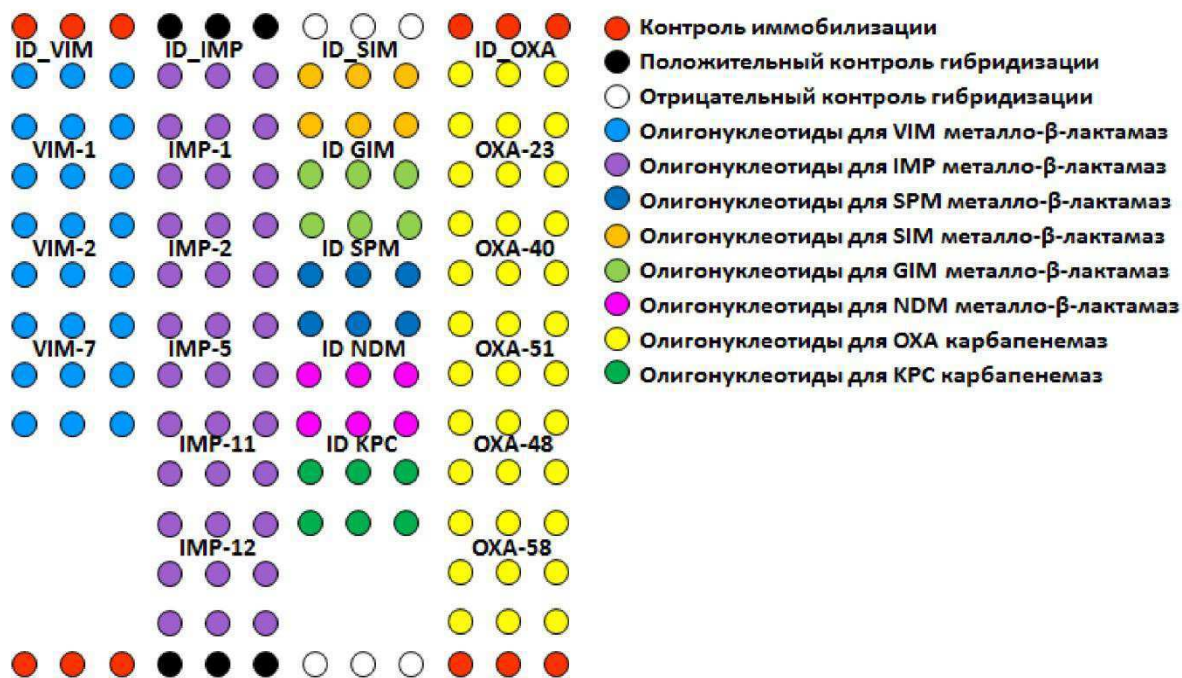 ID_VIM ID_IMP ID_SIM ID_OXA
VIM-1 IMP-1 ID GIM OXA-23
VIM-2 IMP-2 ID SPM OXA-40
VIM-7 IMP-5 ID NDM OXA-51
IMP-11 ID KPC OXA-48
IMP-12 OXA-58
Контроль иммобилизации
Положительный контроль гибридизации
Отрицательный контроль гибридизации
Олигонуклеотиды для VIM металло-β-лактамаз
Олигонуклеотиды для IMP металло-β-лактамаз
Олигонуклеотиды для SPM металло-β-лактамаз
Олигонуклеотиды для SIM металло-β-лактамаз
Олигонуклеотиды для GIM металло-β-лактамаз
Олигонуклеотиды для NDM металло-β-лактамаз
Олигонуклеотиды для OXA карбапенемаз
Олигонуклеотиды для KPC карбапенемаз